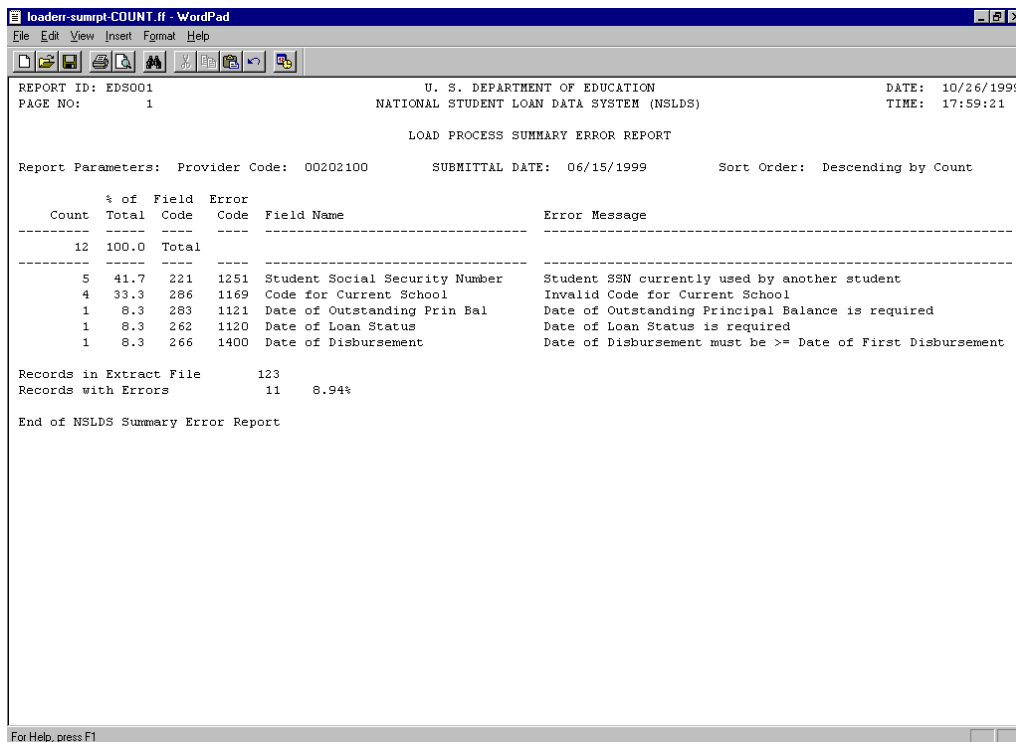 loaderr-sumrpt-COUNT.ff - WordPad
File Edit View Insert Format Help
REPORT ID: EDS001 U. S. DEPARTMENT OF EDUCATION DATE: 10/26/1999
PAGE NO: 1 NATIONAL STUDENT LOAN DATA SYSTEM (NSLDS) TIME: 17:59:21
LOAD PROCESS SUMMARY ERROR REPORT
Report Parameters: Provider Code: 00202100 SUBMITTAL DATE: 06/15/1999 Sort Order: Descending by Count
% of Field Error
Count Total Code Code Field Name Error Message
--------- ----- ---- ---- -------------------------------- ---------------------------------------------------------
12 100.0 Total
--------- ----- ---- ---- -------------------------------- ---------------------------------------------------------
5 41.7 221 1251 Student Social Security Number Student SSN currently used by another student
4 33.3 286 1169 Code for Current School Invalid Code for Current School
1 8.3 283 1121 Date of Outstanding Prin Bal Date of Outstanding Principal Balance is required
1 8.3 262 1120 Date of Loan Status Date of Loan Status is required
1 8.3 266 1400 Date of Disbursement Date of Disbursement must be >= Date of First Disbursement
Records in Extract File 123
Records with Errors 11 8.94%
End of NSLDS Summary Error Report
For Help, press F1